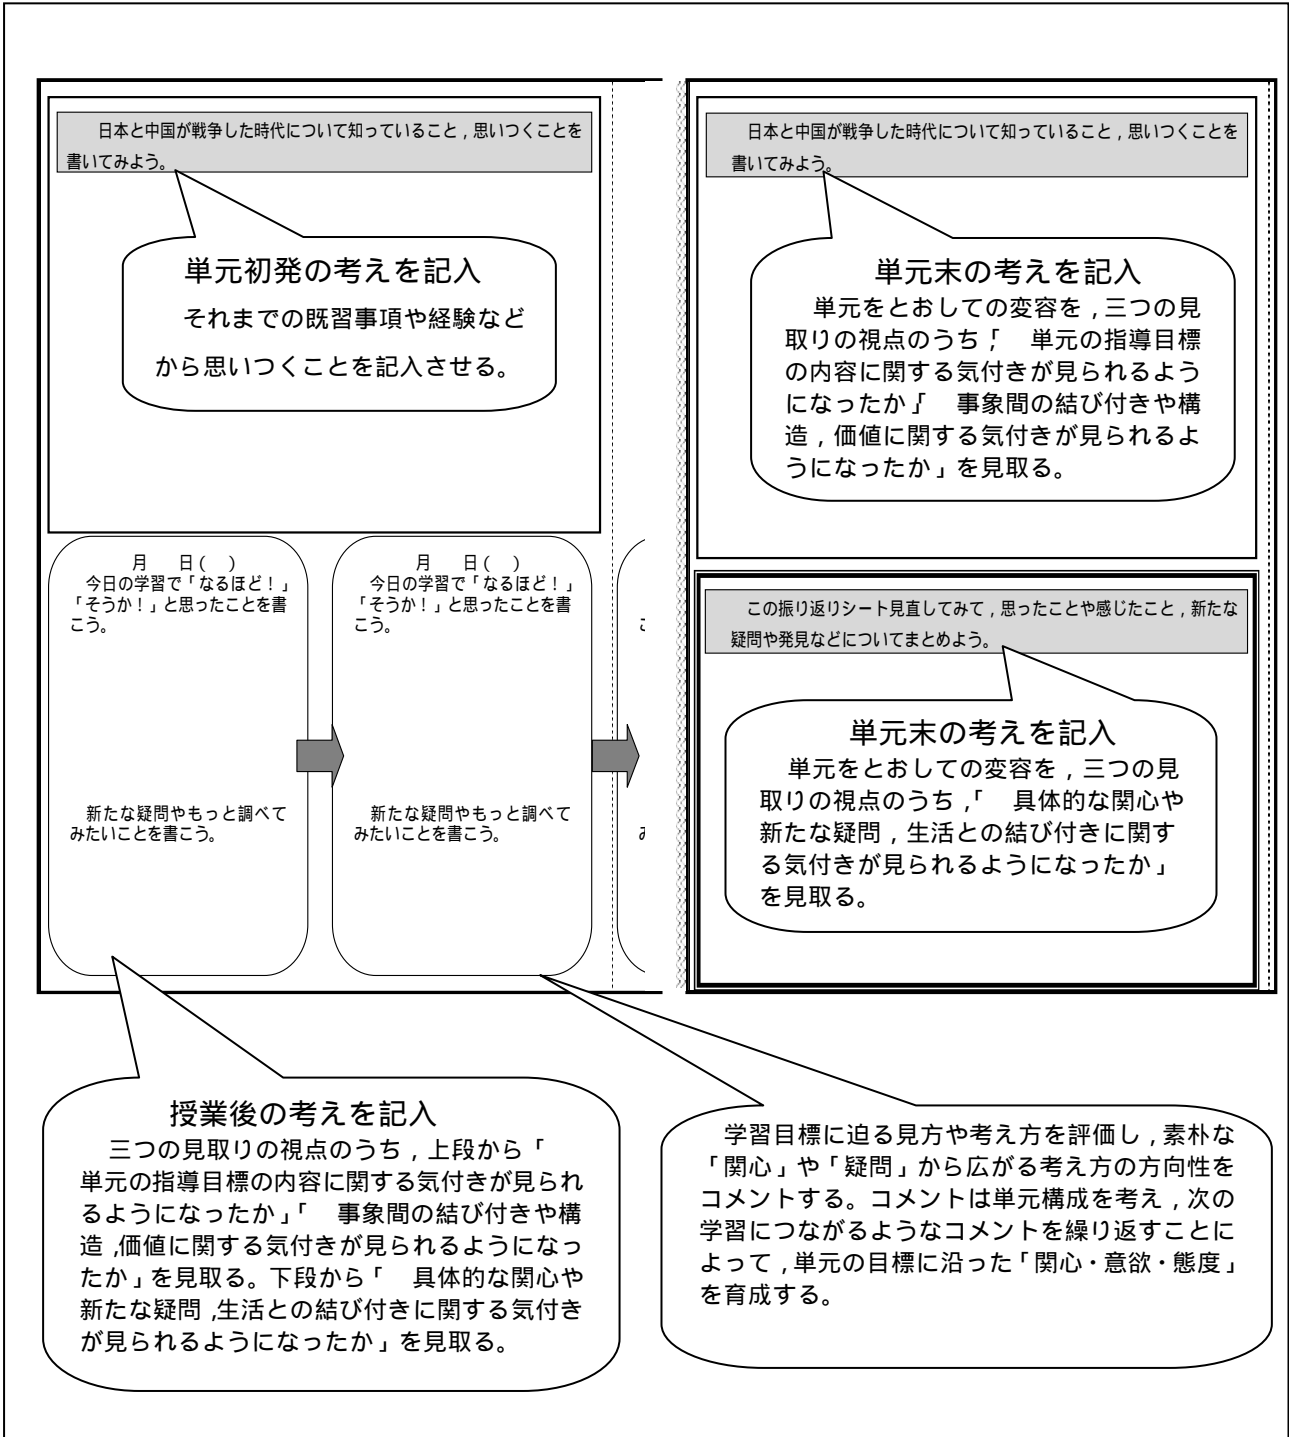 日本と中国が戦争した時代について知っていること，思いつくことを
書いてみよう。
単元初発の考えを記入
それまでの既習事項や経験など
から思いつくことを記入させる。
月　　日（　）
今日の学習で「なるほど！」
「そうか！」と思ったことを書
こう。
新たな疑問やもっと調べて
みたいことを書こう。
月　　日（　）
今日の学習で「なるほど！」
「そうか！」と思ったことを書
こう。
新たな疑問やもっと調べて
みたいことを書こう。
こ
み
日本と中国が戦争した時代について知っていること，思いつくことを
書いてみよう。
単元末の考えを記入
単元をとおしての変容を，三つの見
取りの視点のうち，「　単元の指導目標
の内容に関する気付きが見られるよう
になったか」「　事象間の結び付きや構
造，価値に関する気付きが見られるよ
うになったか」を見取る。
この振り返りシート見直してみて，思ったことや感じたこと，新たな
疑問や発見などについてまとめよう。
単元末の考えを記入
単元をとおしての変容を，三つの見
取りの視点のうち，「　具体的な関心や
新たな疑問，生活との結び付きに関す
る気付きが見られるようになったか」
を見取る。
授業後の考えを記入
三つの見取りの視点のうち，上段から「
単元の指導目標の内容に関する気付きが見られ
るようになったか」「　事象間の結び付きや構
造，価値に関する気付きが見られるようになっ
たか」を見取る。下段から「　具体的な関心や
新たな疑問，生活との結び付きに関する気付き
が見られるようになったか」を見取る。
学習目標に迫る見方や考え方を評価し，素朴な
「関心」や「疑問」から広がる考え方の方向性を
コメントする。コメントは単元構成を考え，次の
学習につながるようなコメントを繰り返すことに
よって，単元の目標に沿った「関心・意欲・態度」
を育成する。